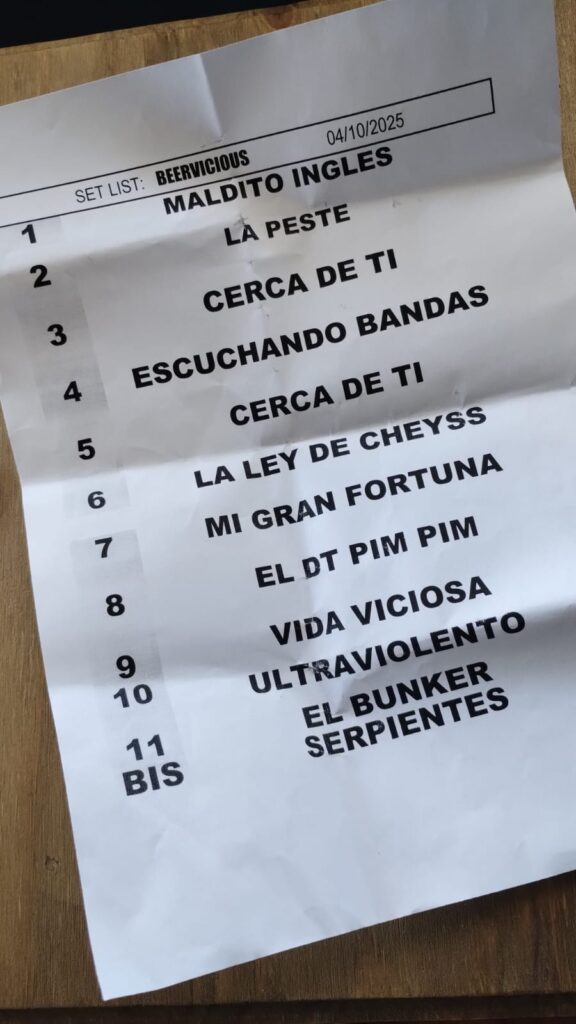 SET LIST: BEERVICIOUS 04/10/2025
1 MALDITO INGLES
2 LA PESTE
3 CERCA DE TI
4 ESCUCHANDO BANDAS
5 CERCA DE TI
6 LA LEY DE CHEYSS
7 MI GRAN FORTUNA
8 EL DT PIM PIM
9 VIDA VICIOSA
10 ULTRAVIOLENTO
11 EL BUNKER
BIS SERPIENTES